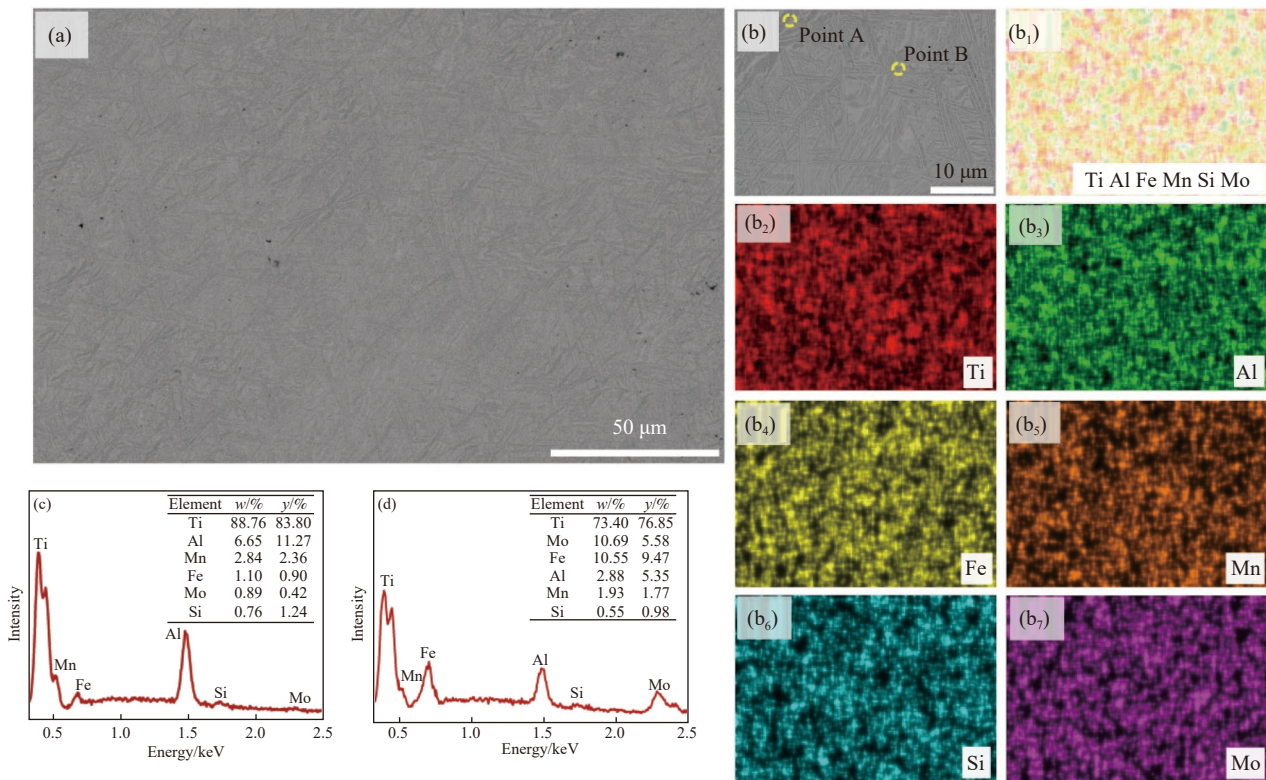 (a)
50 μm
(b)
Point A
Point B
10 μm
(b₁)
Ti Al Fe Mn Si Mo
(b₂)
Ti
(b₃)
Al
(b₄)
Fe
(b₅)
Mn
(b₆)
Si
(b₇)
Mo
(c)
Element w/% y/%
Ti 88.76 83.80
Al 6.65 11.27
Mn 2.84 2.36
Fe 1.10 0.90
Mo 0.89 0.42
Si 0.76 1.24
Ti
Mn
Fe
Al
Si
Mo
Intensity
0.5 1.0 1.5 2.0 2.5
Energy/keV
(d)
Element w/% y/%
Ti 73.40 76.85
Mo 10.69 5.58
Fe 10.55 9.47
Al 2.88 5.35
Mn 1.93 1.77
Si 0.55 0.98
Ti
Mn
Fe
Al
Si
Mo
Intensity
0.5 1.0 1.5 2.0 2.5
Energy/keV